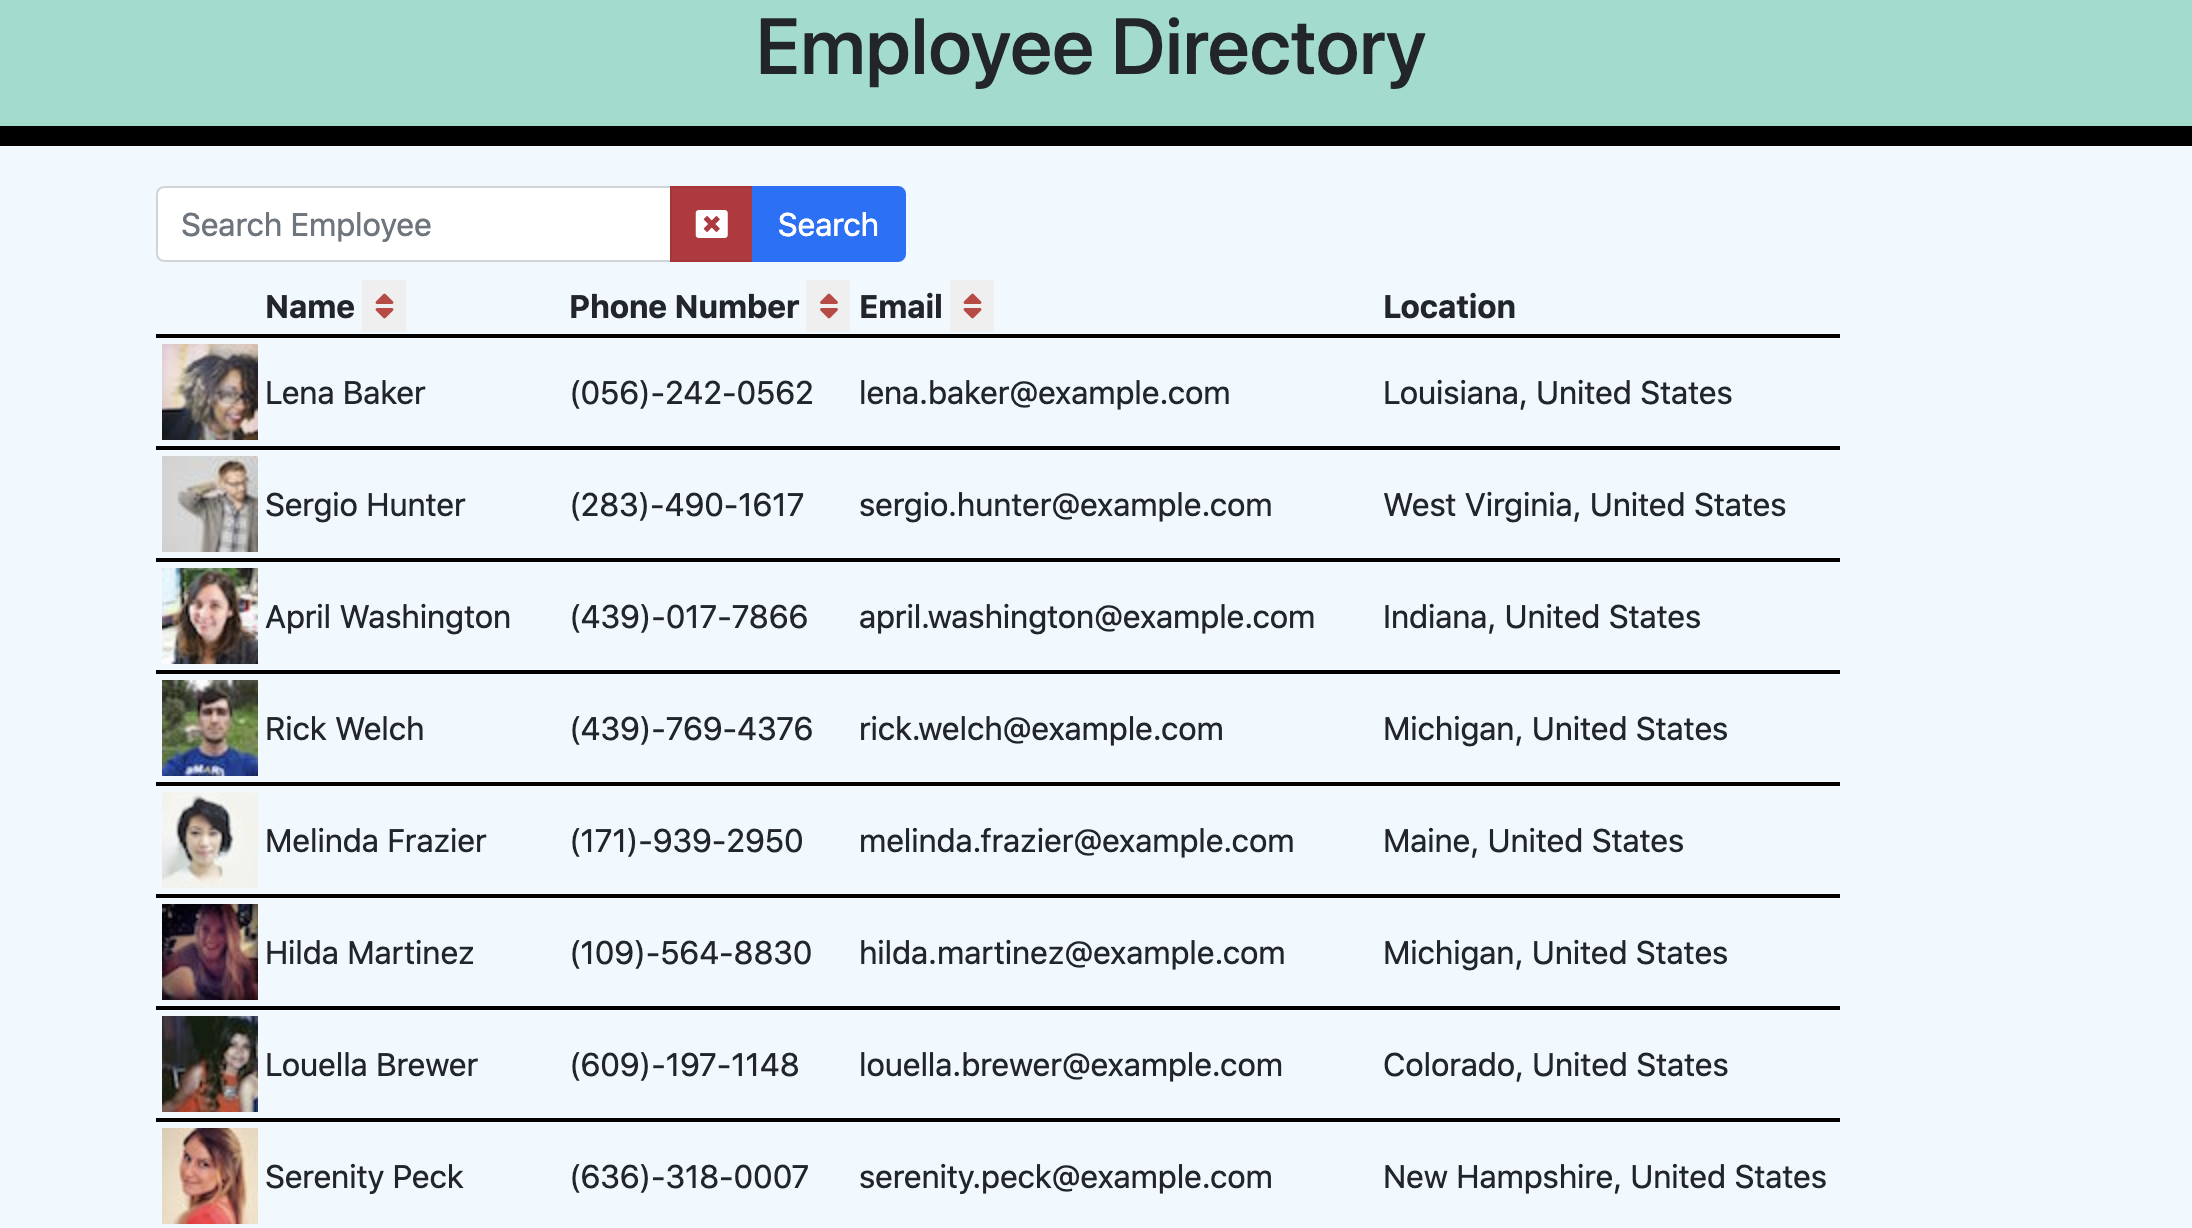 Employee Directory
Search Employee Search
Name Phone Number Email Location
Lena Baker (056)-242-0562 lena.baker@example.com Louisiana, United States
Sergio Hunter (283)-490-1617 sergio.hunter@example.com West Virginia, United States
April Washington (439)-017-7866 april.washington@example.com Indiana, United States
Rick Welch (439)-769-4376 rick.welch@example.com Michigan, United States
Melinda Frazier (171)-939-2950 melinda.frazier@example.com Maine, United States
Hilda Martinez (109)-564-8830 hilda.martinez@example.com Michigan, United States
Louella Brewer (609)-197-1148 louella.brewer@example.com Colorado, United States
Serenity Peck (636)-318-0007 serenity.peck@example.com New Hampshire, United States